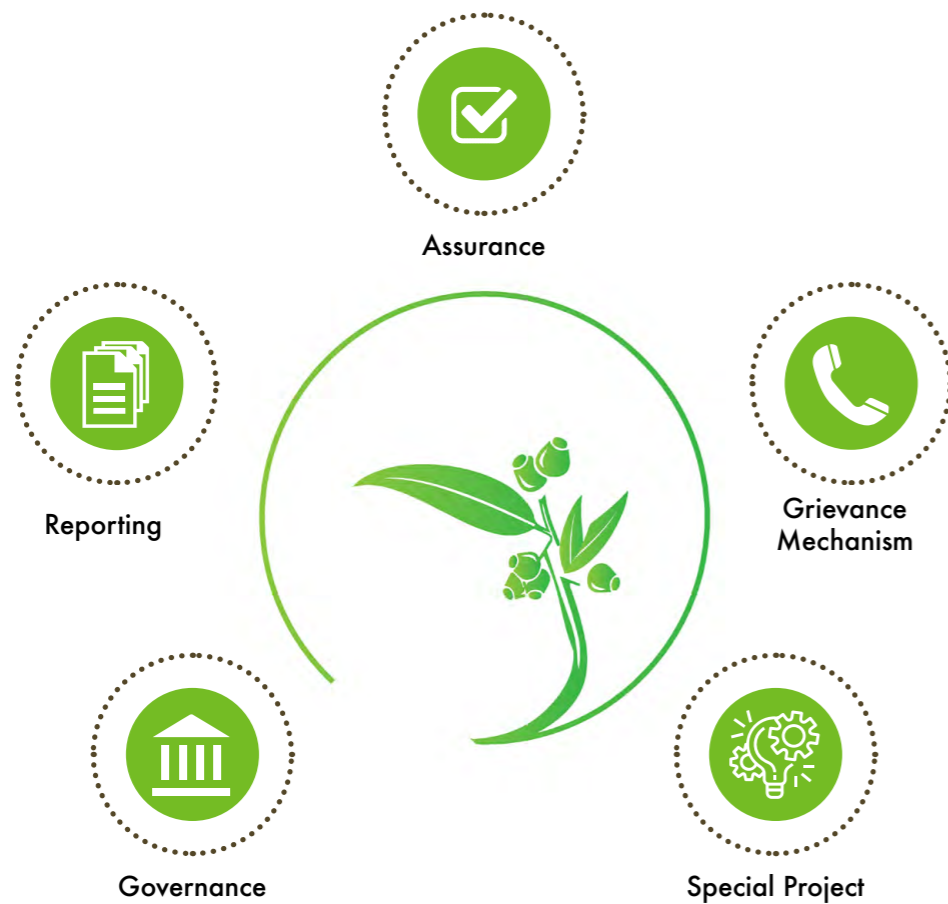 Assurance
Reporting
Grievance
Mechanism
Governance
Special Project